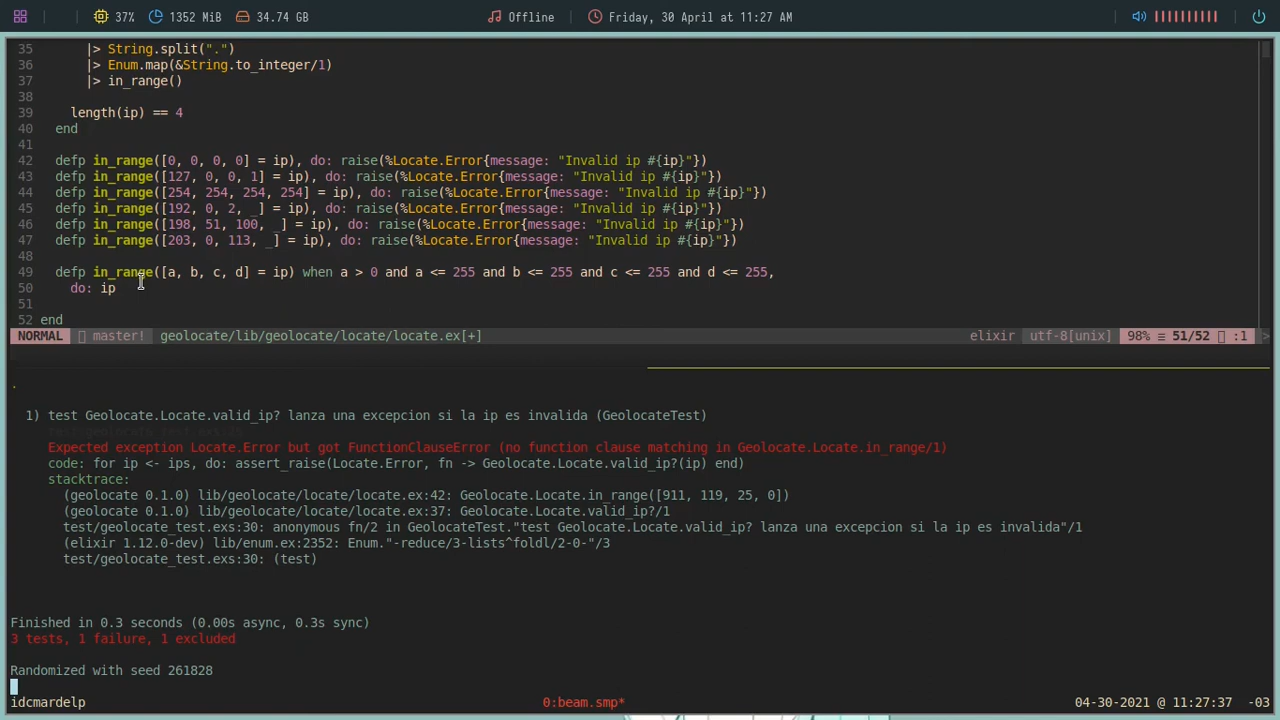 37% 1352 MiB 34.74 GB Offline Friday, 30 April at 11:27 AM
35 |> String.split(".")
36 |> Enum.map(&String.to_integer/1)
37 |> in_range()
38
39 length(ip) == 4
40 end
41
42 defp in_range([0, 0, 0, 0] = ip), do: raise(%Locate.Error{message: "Invalid ip #{ip}"})
43 defp in_range([127, 0, 0, 1] = ip), do: raise(%Locate.Error{message: "Invalid ip #{ip}"})
44 defp in_range([254, 254, 254, 254] = ip), do: raise(%Locate.Error{message: "Invalid ip #{ip}"})
45 defp in_range([192, 0, 2, _] = ip), do: raise(%Locate.Error{message: "Invalid ip #{ip}"})
46 defp in_range([198, 51, 100, _] = ip), do: raise(%Locate.Error{message: "Invalid ip #{ip}"})
47 defp in_range([203, 0, 113, _] = ip), do: raise(%Locate.Error{message: "Invalid ip #{ip}"})
48
49 defp in_range([a, b, c, d] = ip) when a > 0 and a <= 255 and b <= 255 and c <= 255 and d <= 255,
50 do: ip
51
52 end
NORMAL master! geolocate/lib/geolocate/locate/locate.ex[+] elixir utf-8[unix] 98% ≡ 51/52 :1 >
.
1) test Geolocate.Locate.valid_ip? lanza una excepcion si la ip es invalida (GeolocateTest)
Expected exception Locate.Error but got FunctionClauseError (no function clause matching in Geolocate.Locate.in_range/1)
code: for ip <- ips, do: assert_raise(Locate.Error, fn -> Geolocate.Locate.valid_ip?(ip) end)
stacktrace:
(geolocate 0.1.0) lib/geolocate/locate/locate.ex:42: Geolocate.Locate.in_range([911, 119, 25, 0])
(geolocate 0.1.0) lib/geolocate/locate/locate.ex:37: Geolocate.Locate.valid_ip?/1
test/geolocate_test.exs:30: anonymous fn/2 in GeolocateTest."test Geolocate.Locate.valid_ip? lanza una excepcion si la ip es invalida"/1
(elixir 1.12.0-dev) lib/enum.ex:2352: Enum."-reduce/3-lists^foldl/2-0-"/3
test/geolocate_test.exs:30: (test)
Finished in 0.3 seconds (0.00s async, 0.3s sync)
3 tests, 1 failure, 1 excluded
Randomized with seed 261828
idcmardelp 0:beam.smp* 04-30-2021 @ 11:27:37 -03